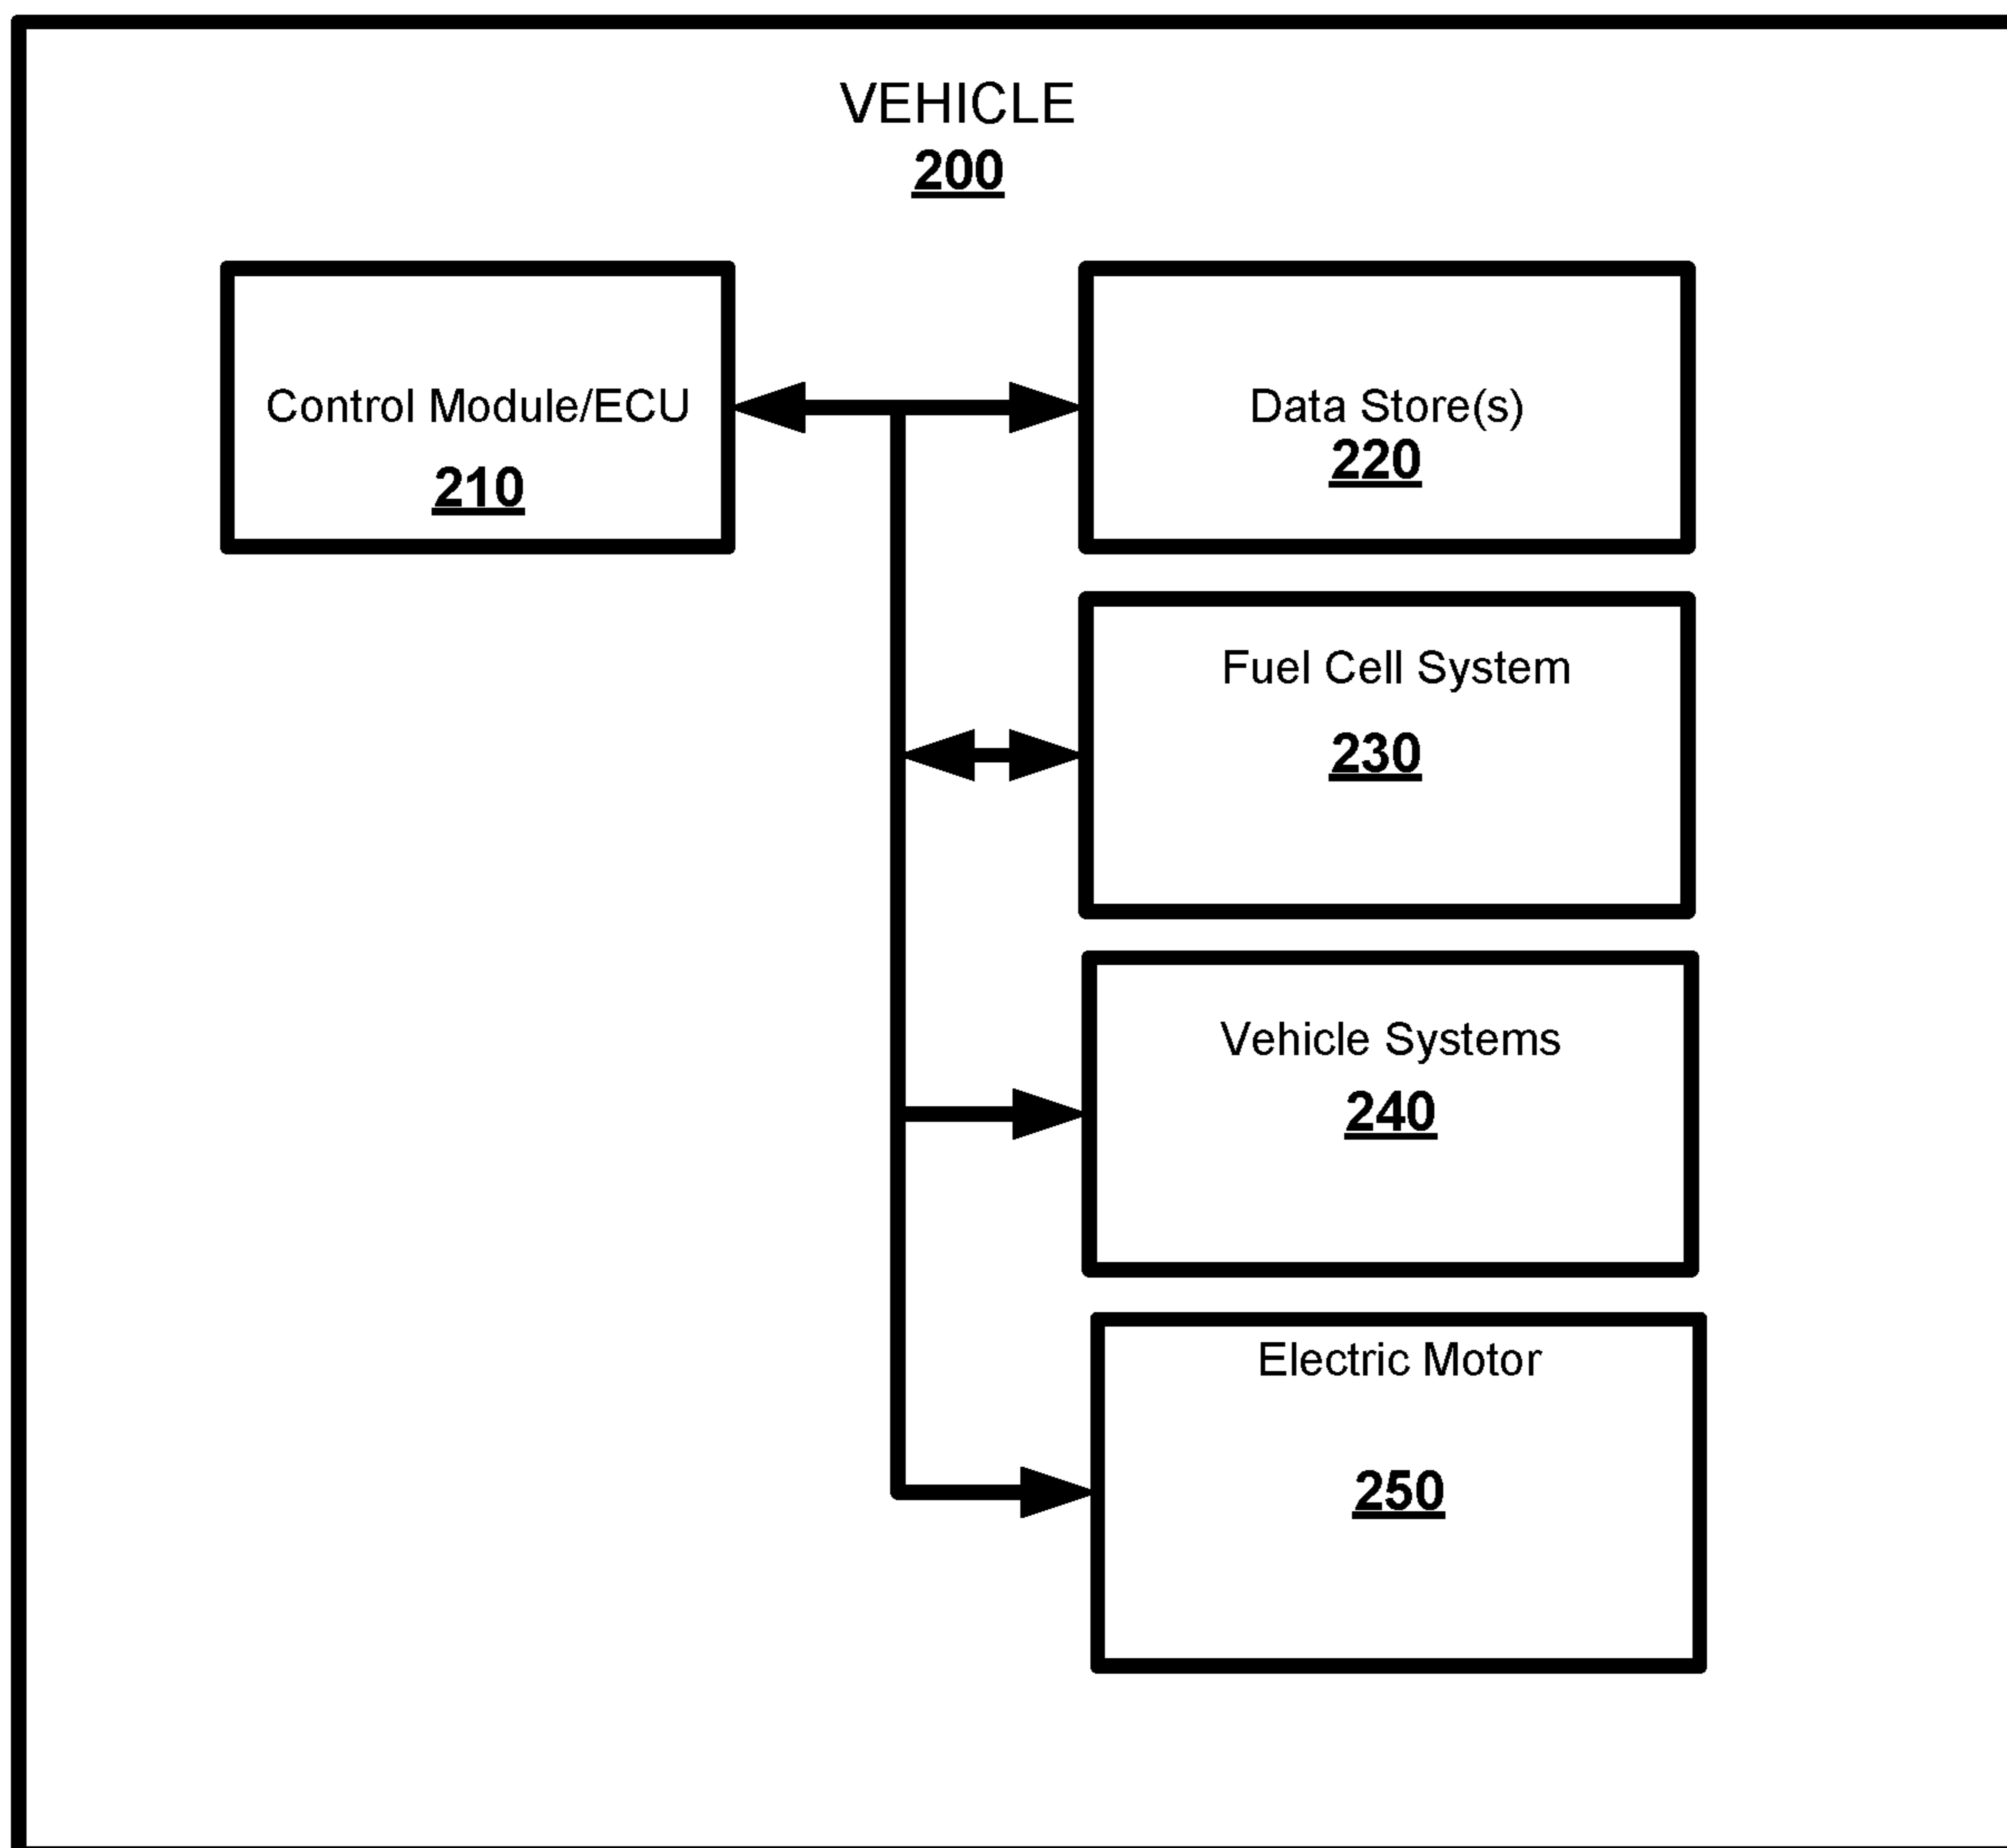 VEHICLE
200
Control Module/ECU
210
Data Store(s)
220
Fuel Cell System
230
Vehicle Systems
240
Electric Motor
250